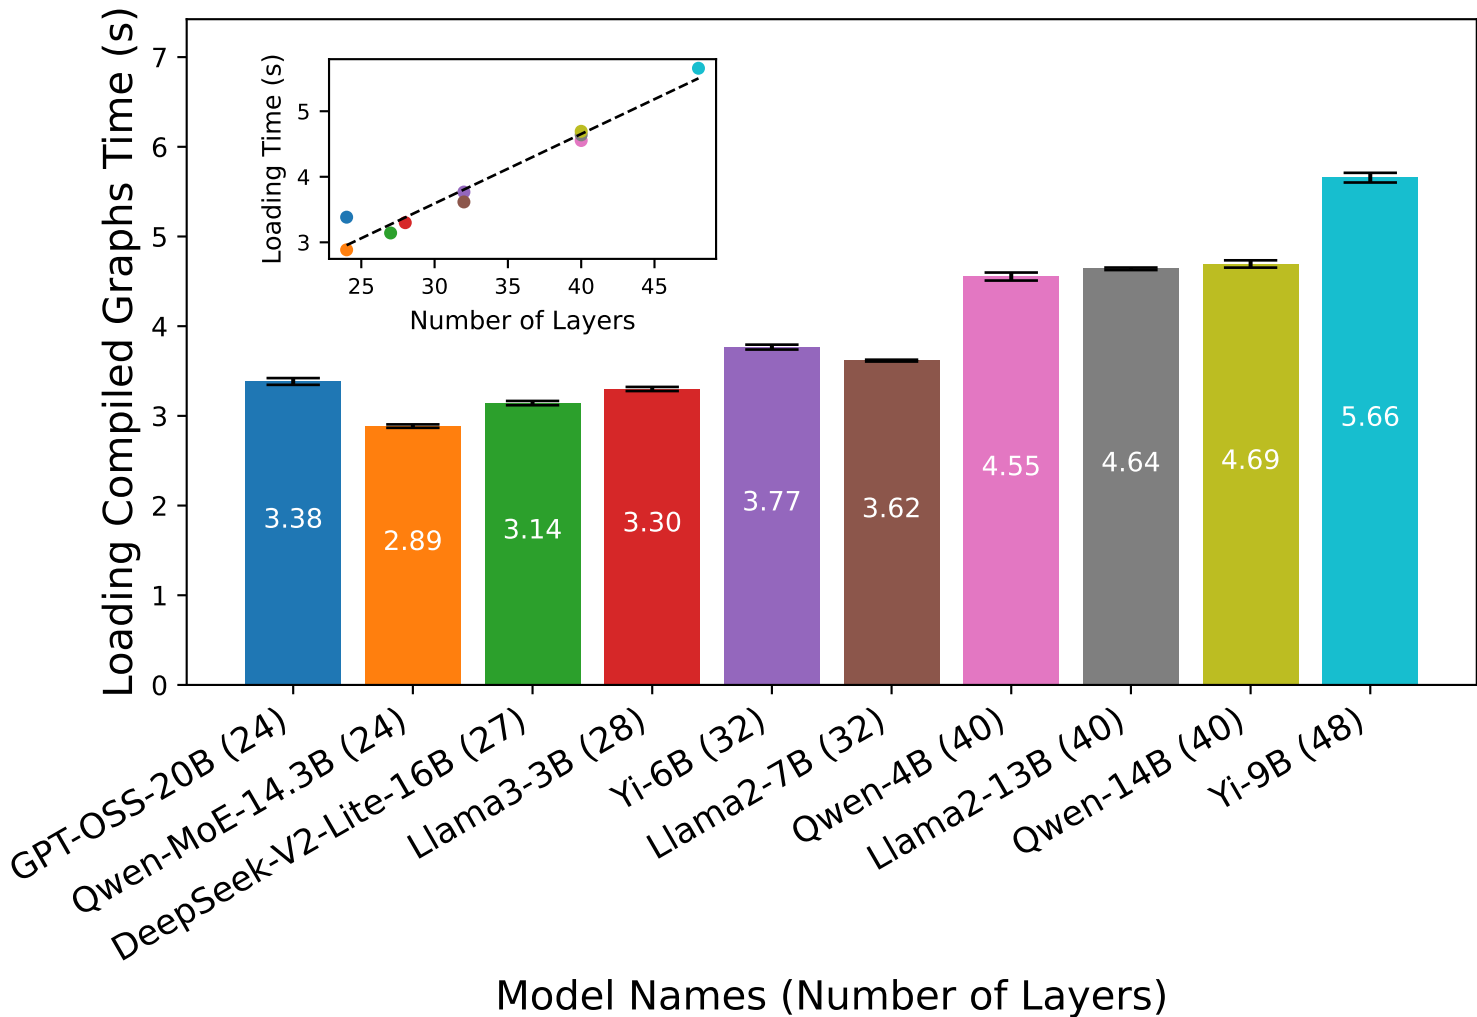 Loading Compiled Graphs Time (s)
7
6
5
4
3
2
1
0
Loading Time (s)
5
4
3
25 30 35 40 45
Number of Layers
3.38
2.89
3.14
3.30
3.77
3.62
4.55
4.64
4.69
5.66
GPT-OSS-20B (24)
Qwen-MoE-14.3B (24)
DeepSeek-V2-Lite-16B (27)
Llama3-3B (28)
Yi-6B (32)
Llama2-7B (32)
Qwen-4B (40)
Llama2-13B (40)
Qwen-14B (40)
Yi-9B (48)
Model Names (Number of Layers)